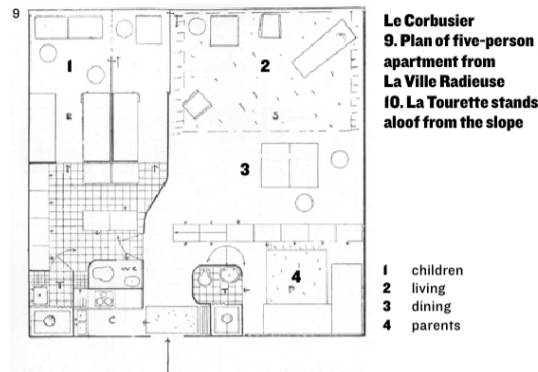 9
Le Corbusier
9. Plan of five-person
apartment from
La Ville Radieuse
10. La Tourette stands
aloof from the slope
1
2
E
S
3
W C
4
T
T
P
C
1 children
2 living
3 dining
4 parents